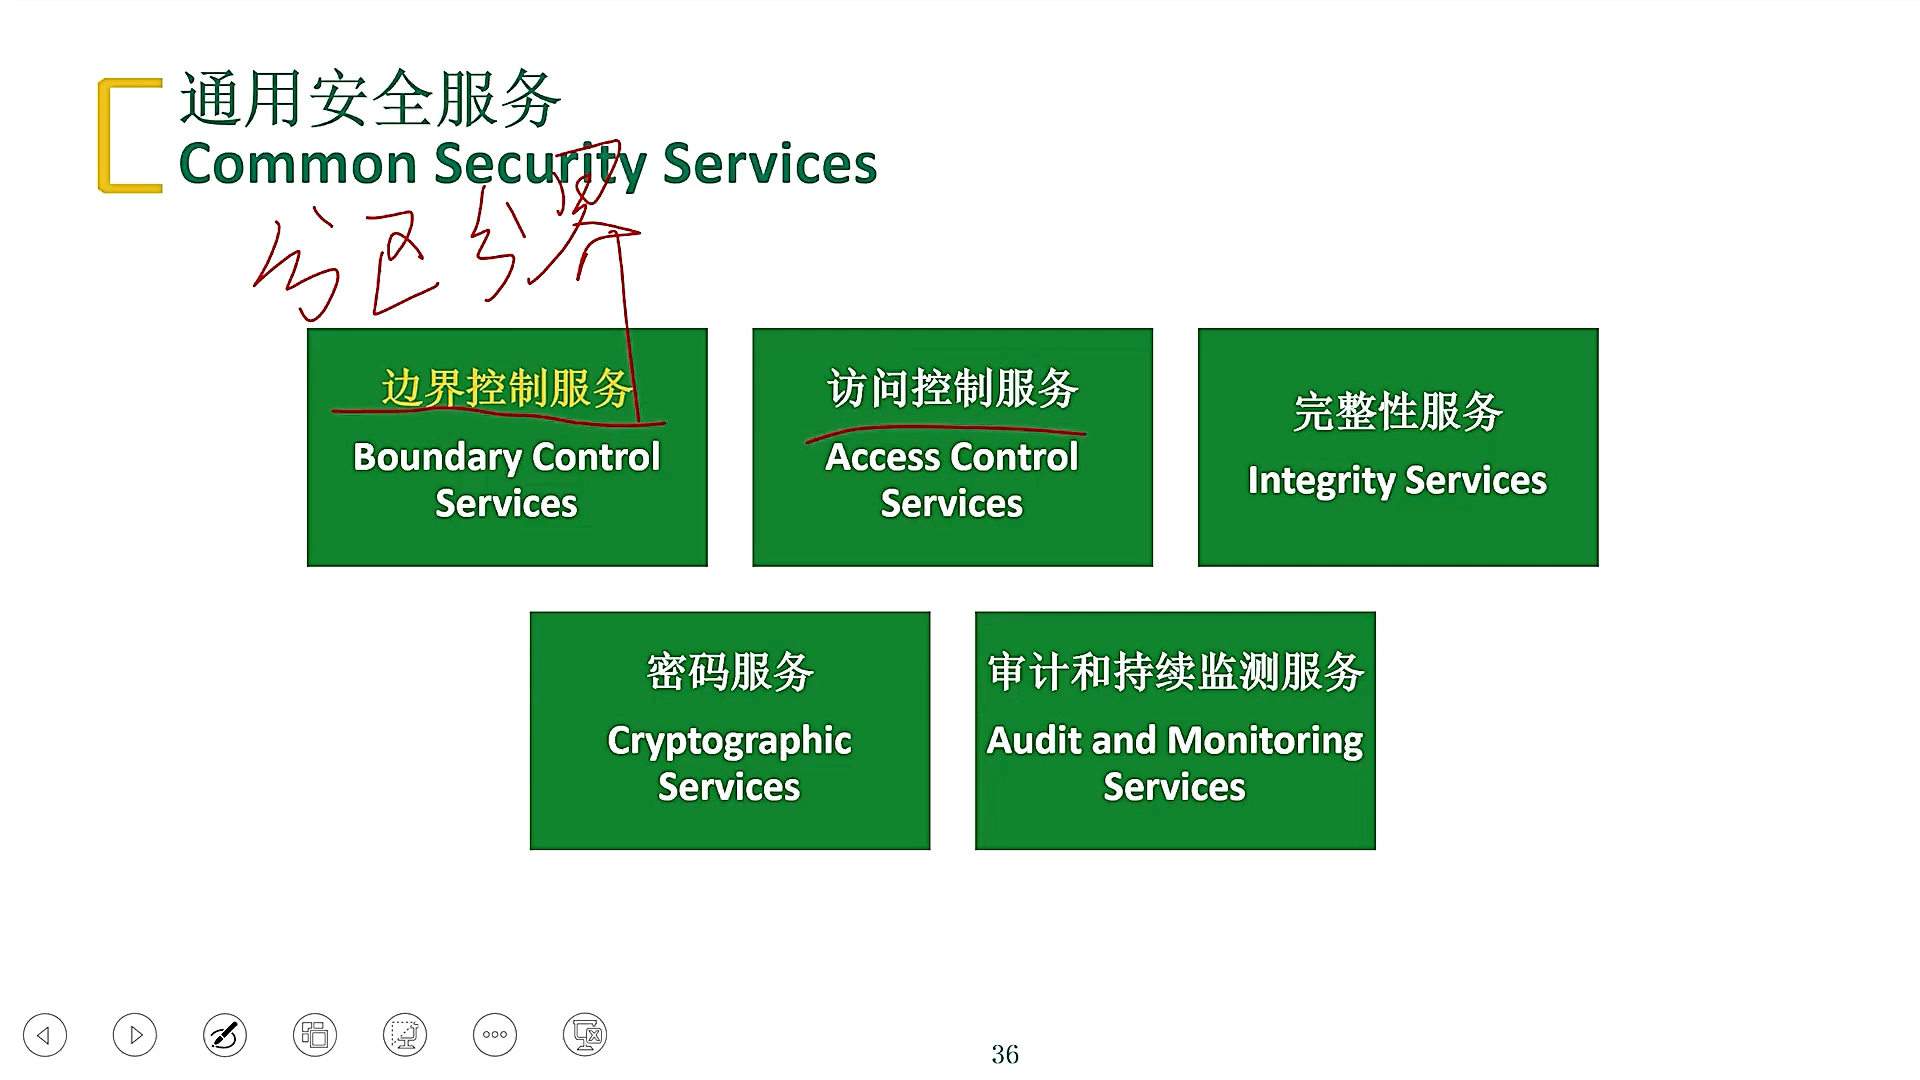 通用安全服务
Common Security Services
分区分界
边界控制服务
Boundary Control
Services
访问控制服务
Access Control
Services
完整性服务
Integrity Services
密码服务
Cryptographic
Services
审计和持续监测服务
Audit and Monitoring
Services
36